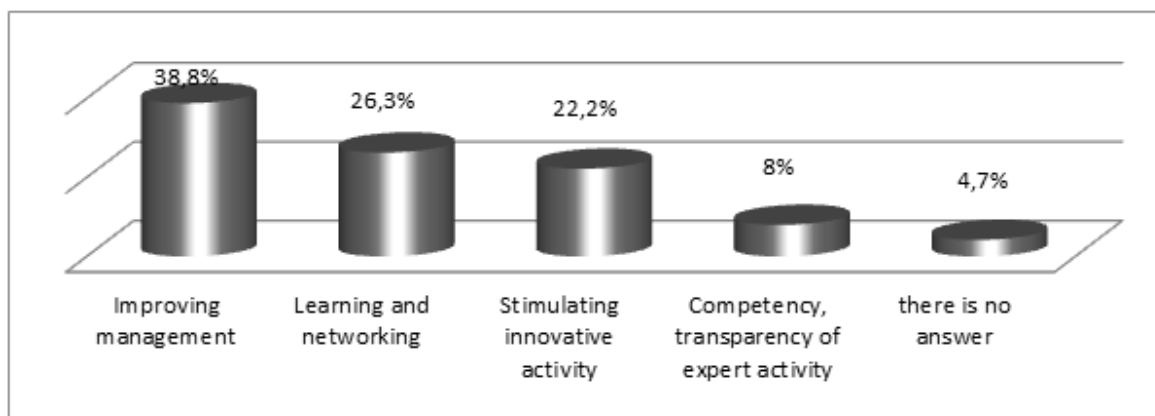 38,8%
26,3%
22,2%
8%
4,7%
Improving
management
Learning and
networking
Stimulating
innovative
activity
Competency,
transparency of
expert activity
there is no
answer